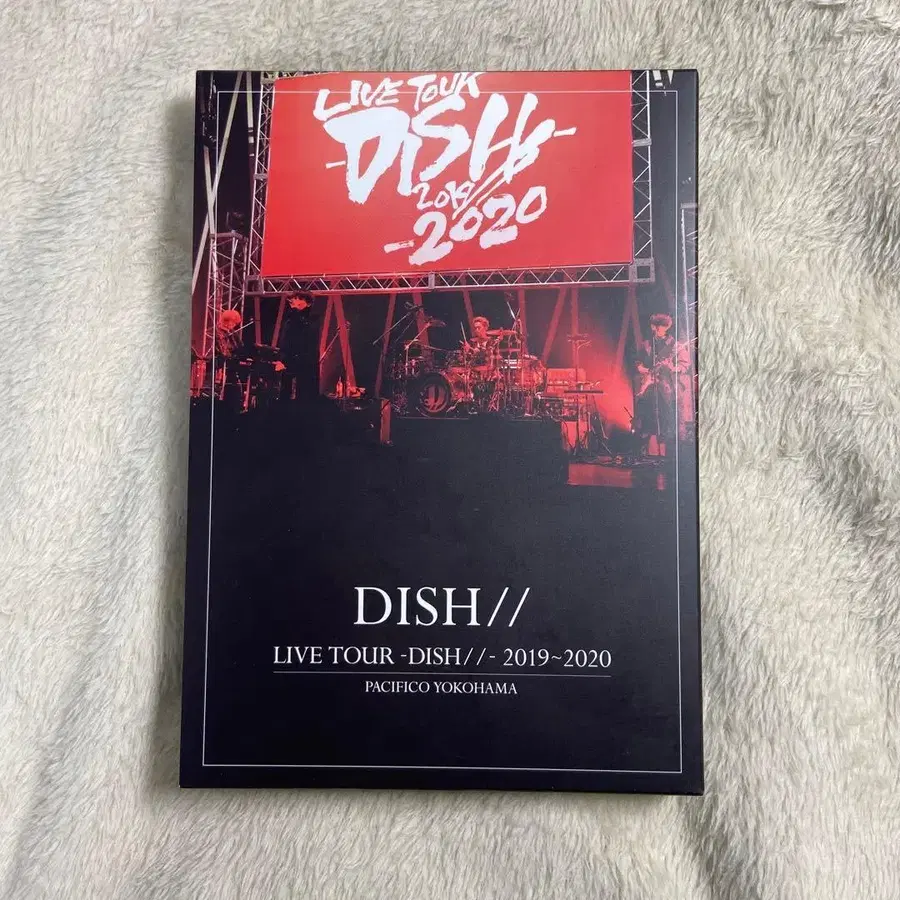 LIVE TOUR
-DISH//-
2019//
-2020
DISH//
LIVE TOUR -DISH//- 2019~2020
PACIFICO YOKOHAMA